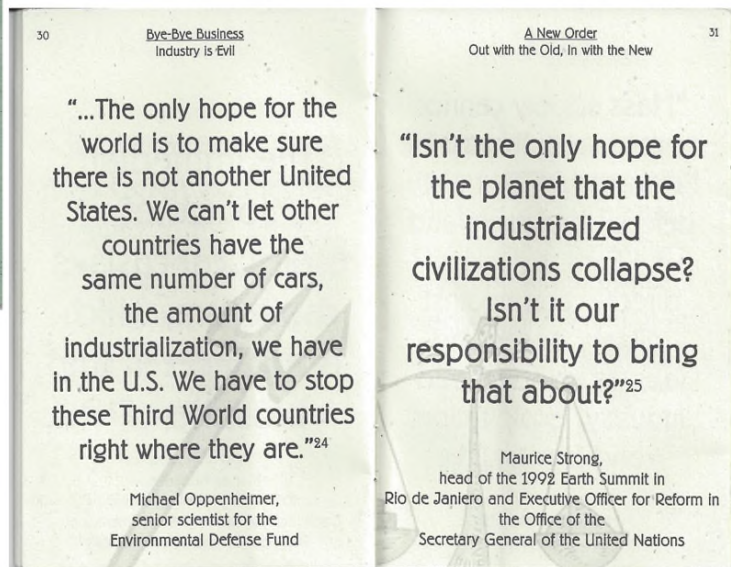 30
Bye-Bye Business
Industry is Evil
“...The only hope for the
world is to make sure
there is not another United
States. We can’t let other
countries have the
same number of cars,
the amount of
industrialization, we have
in the U.S. We have to stop
these Third World countries
right where they are.”24
Michael Oppenheimer,
senior scientist for the
Environmental Defense Fund
A New Order
31
Out with the Old, In with the New
“Isn’t the only hope for
the planet that the
industrialized
civilizations collapse?
Isn’t it our
responsibility to bring
that about?”25
Maurice Strong,
head of the 1992 Earth Summit in
Rio de Janiero and Executive Officer for Reform in
the Office of the
Secretary General of the United Nations